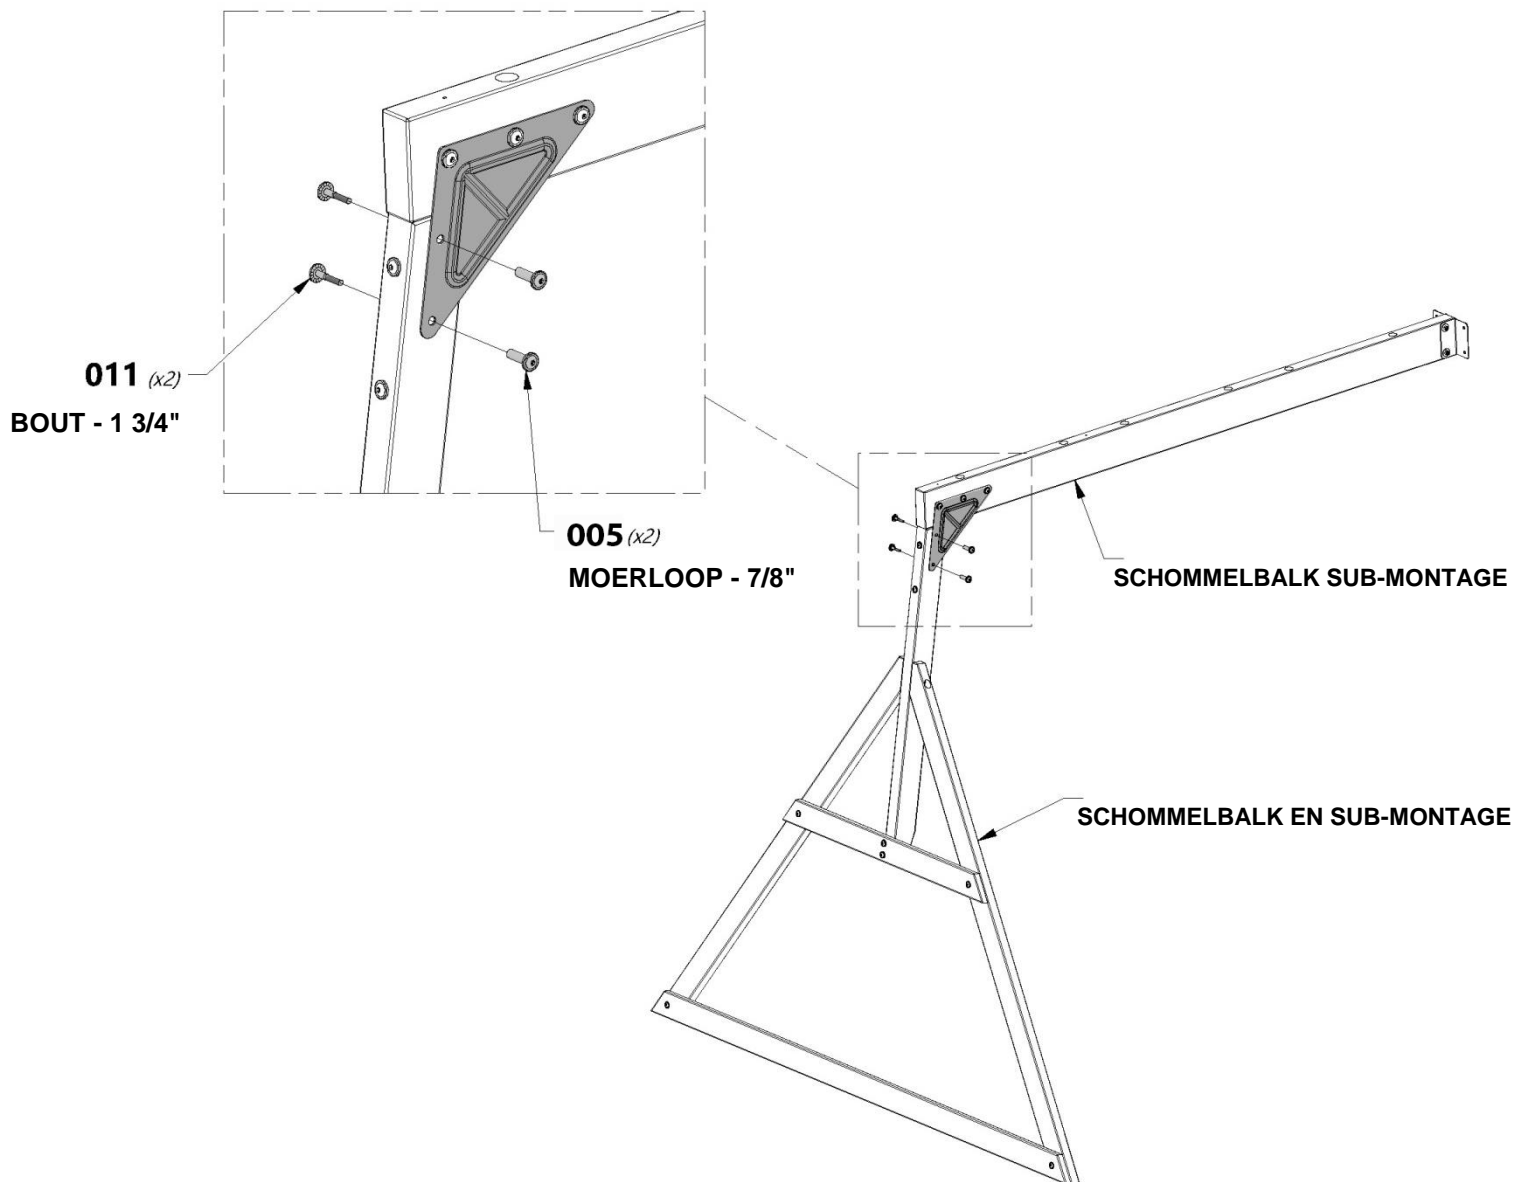 011 (x2)
BOUT - 1 3/4"
005 (x2)
MOERLOOP - 7/8"
SCHOMMELBALK SUB-MONTAGE
SCHOMMELBALK EN SUB-MONTAGE